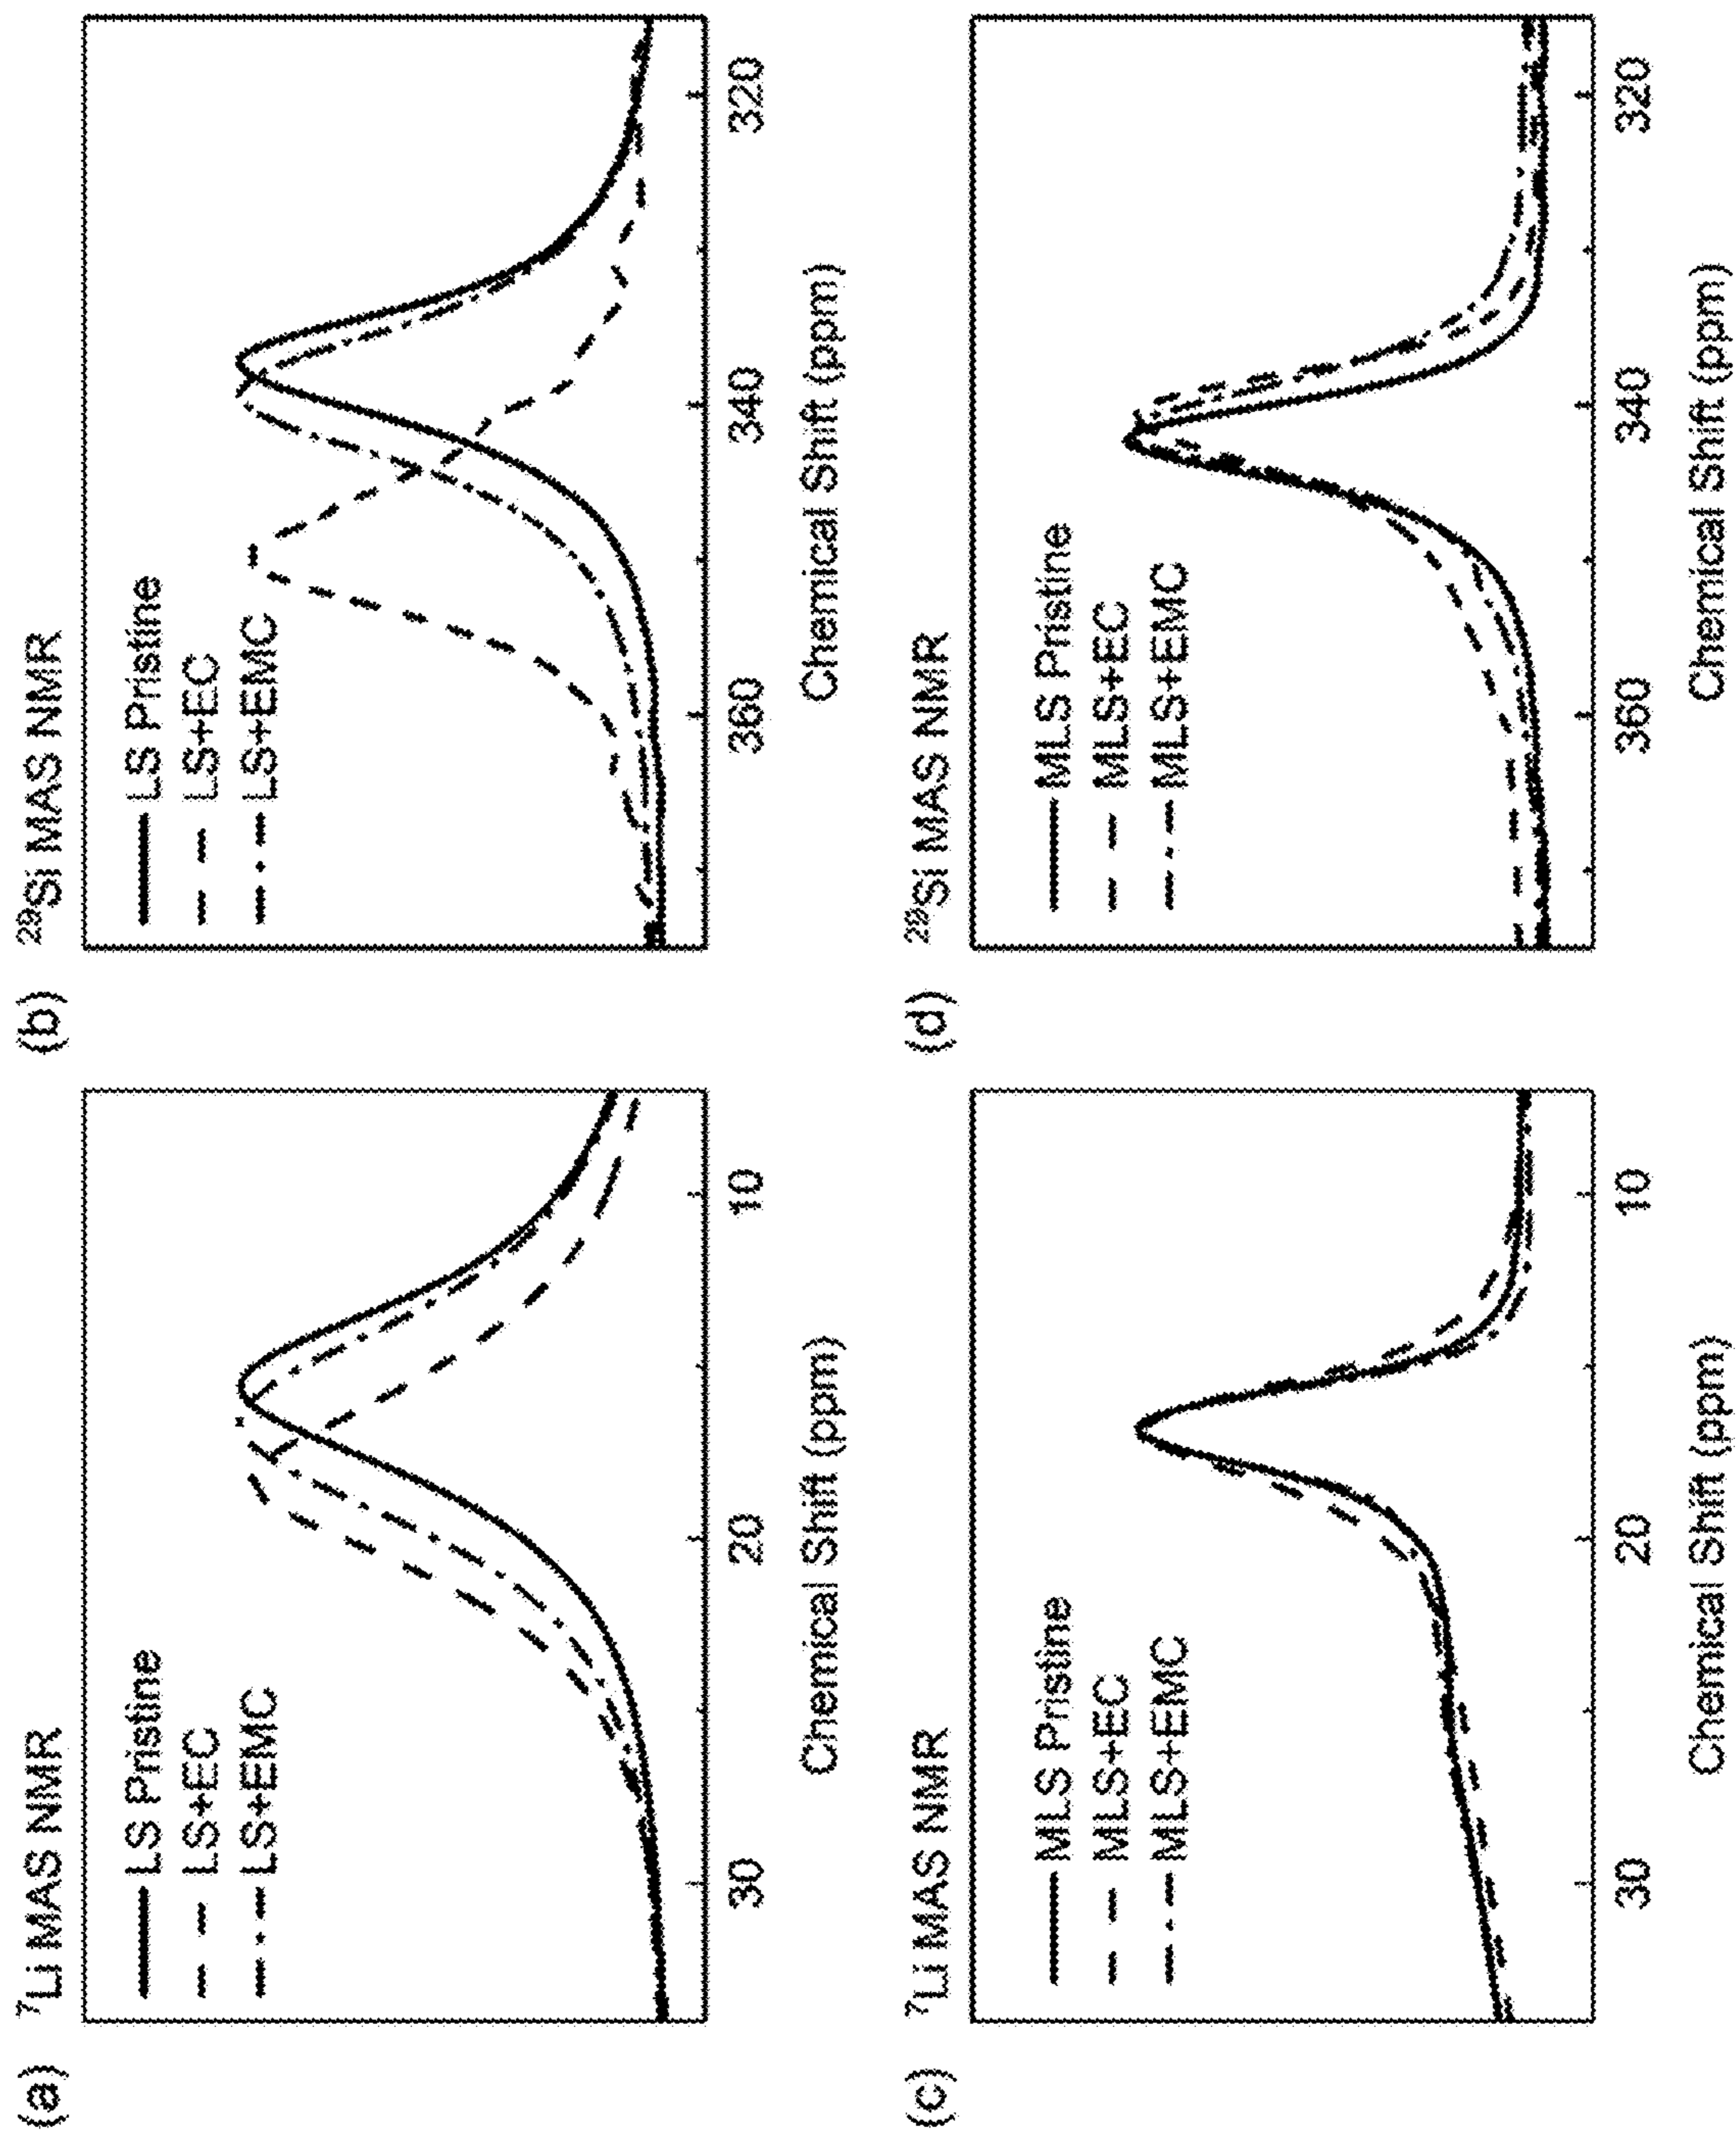 (a)
⁷Li MAS NMR
LS Pristine
LS+EC
LS+EMC
30
20
10
Chemical Shift (ppm)
(b)
²⁹Si MAS NMR
LS Pristine
LS+EC
LS+EMC
360
340
320
Chemical Shift (ppm)
(c)
⁷Li MAS NMR
MLS Pristine
MLS+EC
MLS+EMC
30
20
10
Chemical Shift (ppm)
(d)
²⁹Si MAS NMR
MLS Pristine
MLS+EC
MLS+EMC
360
340
320
Chemical Shift (ppm)